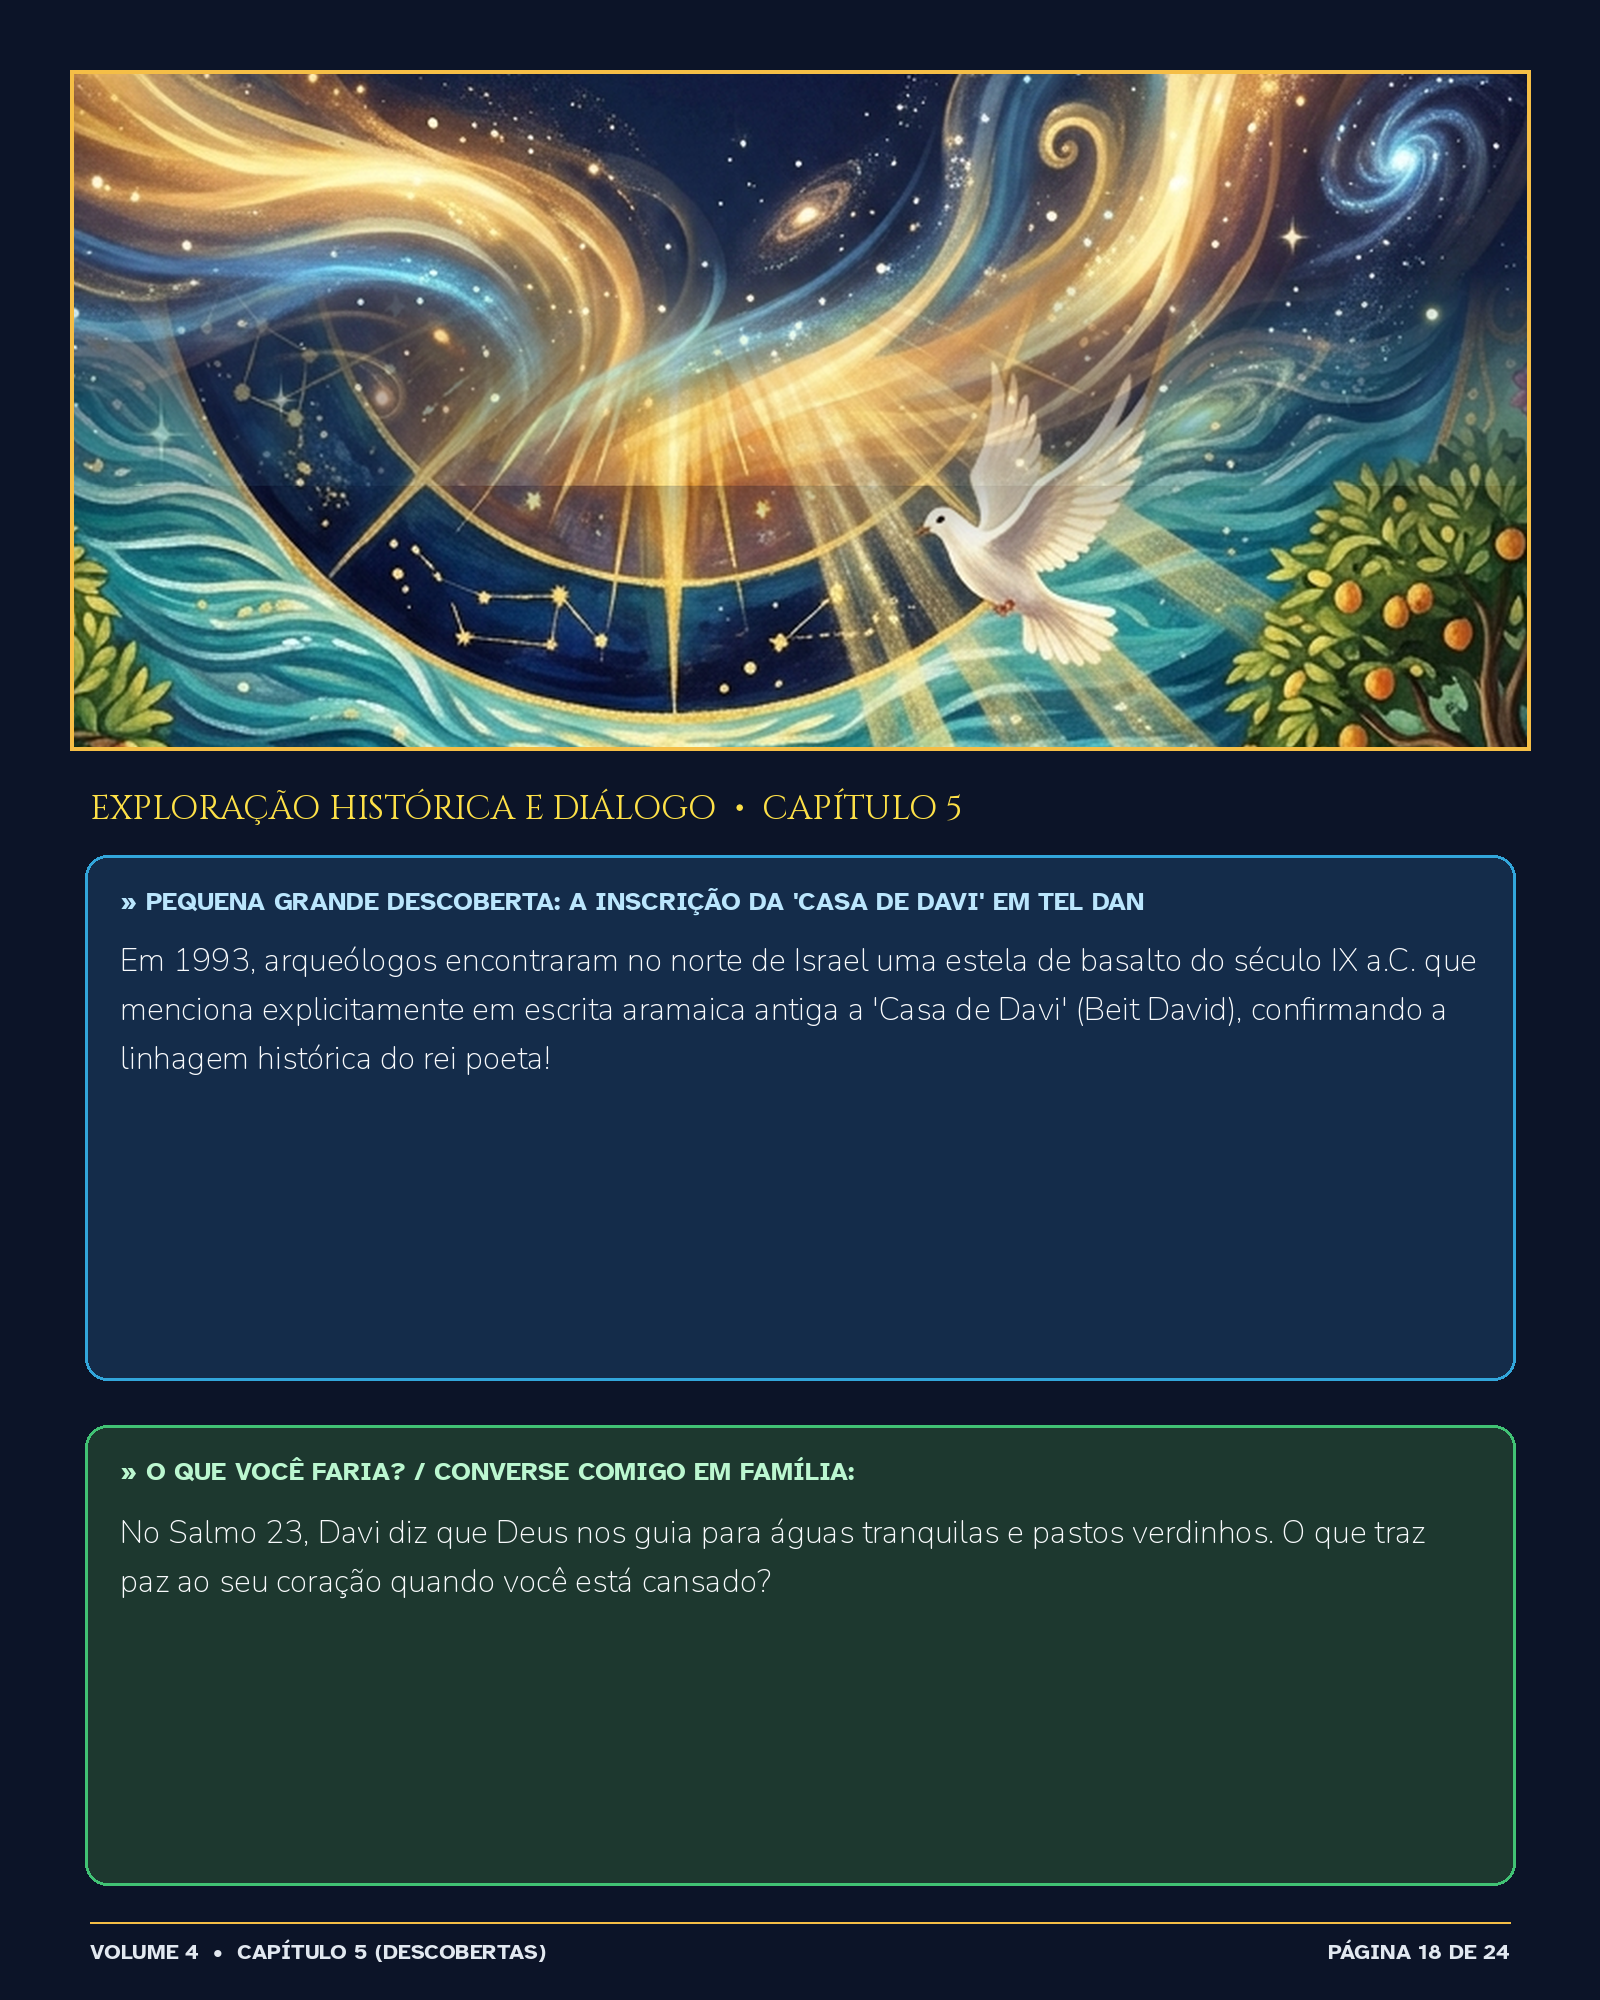 EXPLORAÇÃO HISTÓRICA E DIÁLOGO • CAPÍTULO 5
» PEQUENA GRANDE DESCOBERTA: A INSCRIÇÃO DA 'CASA DE DAVI' EM TEL DAN
Em 1993, arqueólogos encontraram no norte de Israel uma estela de basalto do século IX a.C. que
menciona explicitamente em escrita aramaica antiga a 'Casa de Davi' (Beit David), confirmando a
linhagem histórica do rei poeta!
» O QUE VOCÊ FARIA? / CONVERSE COMIGO EM FAMÍLIA:
No Salmo 23, Davi diz que Deus nos guia para águas tranquilas e pastos verdinhos. O que traz
paz ao seu coração quando você está cansado?
VOLUME 4 • CAPÍTULO 5 (DESCOBERTAS)
PÁGINA 18 DE 24